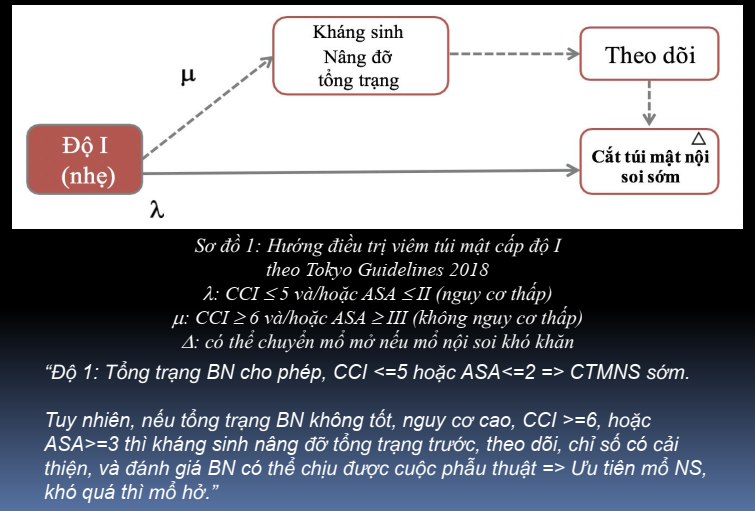 Kháng sinh
Nâng đỡ
tổng trạng
Theo dõi
μ
Độ I
(nhẹ)
Δ
Cắt túi mật nội
soi sớm
λ
Sơ đồ 1: Hướng điều trị viêm túi mật cấp độ I
theo Tokyo Guidelines 2018
λ: CCI ≤ 5 và/hoặc ASA ≤ II (nguy cơ thấp)
μ: CCI ≥ 6 và/hoặc ASA ≥ III (không nguy cơ thấp)
Δ: có thể chuyển mổ mở nếu mổ nội soi khó khăn
“Độ 1: Tổng trạng BN cho phép, CCI <=5 hoặc ASA<=2 => CTMNS sớm.
Tuy nhiên, nếu tổng trạng BN không tốt, nguy cơ cao, CCI >=6, hoặc
ASA>=3 thì kháng sinh nâng đỡ tổng trạng trước, theo dõi, chỉ số có cải
thiện, và đánh giá BN có thể chịu được cuộc phẫu thuật => Ưu tiên mổ NS,
khó quá thì mổ hở.”